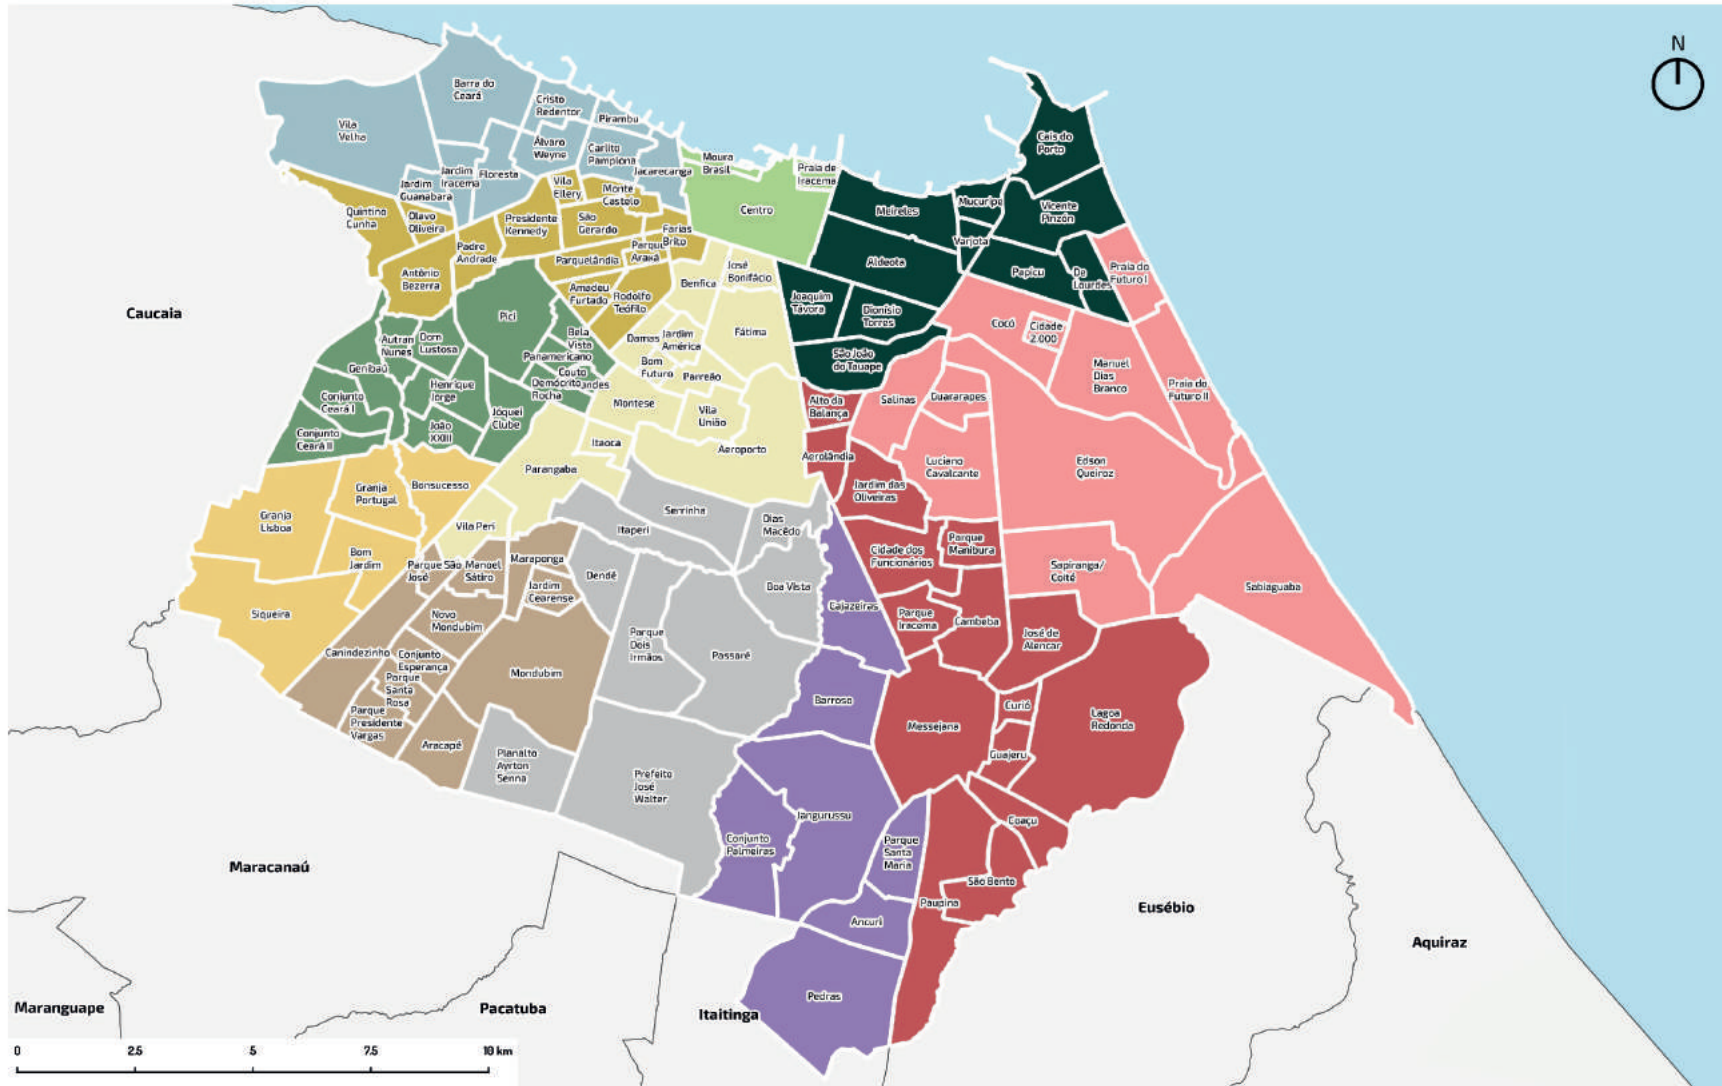 N
Barra do
Ceará
Vila
Velha
Cristo
Redentor
Pirambu
Álvaro
Weyne
Carlito
Pamplona
Jacarecanga
Jardim
Iracema
Floresta
Jardim
Guanabara
Moura
Brasil
Praia de
Iracema
Centro
Cais do
Porto
Meireles
Mucuripe
Vicente
Pinzón
Varjota
Aldeota
Papicu
De
Lourdes
Praia do
Futuro I
Joaquim
Távora
Dionísio
Torres
São João
do Tauape
Quintino
Cunha
Olavo
Oliveira
Vila
Ellery
Monte
Castelo
Presidente
Kennedy
São
Gerardo
Farias
Brito
Padre
Andrade
Parque
Araxá
Parquelândia
Antônio
Bezerra
Amadeu
Furtado
Rodolfo
Teófilo
José
Bonifácio
Benfica
Fátima
Damas
Jardim
América
Bom
Futuro
Parreão
Montese
Vila
União
Itaoca
Aeroporto
Parangaba
Vila Peri
Pici
Bela
Vista
Autran
Nunes
Dom
Lustosa
Panamericano
Genibaú
Couto
Demócrito
Rocha
Henrique
Jorge
Conjunto
Ceará I
Jóquei
Clube
João
XXIII
Conjunto
Ceará II
Cocó
Cidade
2.000
Manuel
Dias
Branco
Praia do
Futuro II
Salinas
Guararapes
Luciano
Cavalcante
Edson
Queiroz
Sapiranga/
Coité
Sabiaguaba
Alto da
Balança
Aerolândia
Jardim das
Oliveiras
Cidade dos
Funcionários
Parque
Manibura
Parque
Iracema
Cambeba
José de
Alencar
Messejana
Curió
Guajeru
Lagoa
Redonda
Coaçu
São Bento
Paupina
Granja
Portugal
Bonsucesso
Granja
Lisboa
Bom
Jardim
Siqueira
Parque São
José
Manoel
Sátiro
Maraponga
Jardim
Cearense
Novo
Mondubim
Canindezinho
Conjunto
Esperança
Parque
Santa
Rosa
Parque
Presidente
Vargas
Mondubim
Aracapé
Serrinha
Itaperi
Dias
Macêdo
Dendê
Boa Vista
Parque
Dois
Irmãos
Passaré
Planalto
Ayrton
Senna
Prefeito
José
Walter
Cajazeiras
Barroso
Jangurussu
Conjunto
Palmeiras
Parque
Santa
Maria
Ancuri
Pedras
Caucaia
Maracanaú
Maranguape
Pacatuba
Itaitinga
Eusébio
Aquiraz
0 2.5 5 7.5 10 km